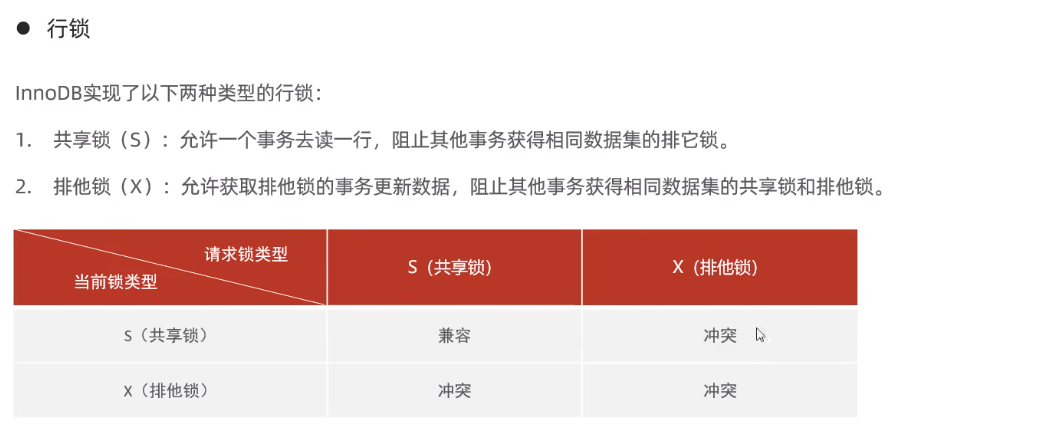 ● 行锁
InnoDB实现了以下两种类型的行锁：
1. 共享锁（S）：允许一个事务去读一行，阻止其他事务获得相同数据集的排它锁。
2. 排他锁（X）：允许获取排他锁的事务更新数据，阻止其他事务获得相同数据集的共享锁和排他锁。
请求锁类型
当前锁类型
S（共享锁）
X（排他锁）
S（共享锁）
兼容
冲突
X（排他锁）
冲突
冲突